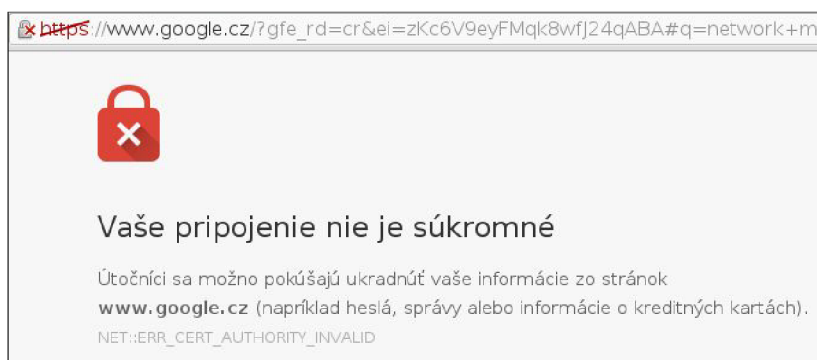 https://www.google.cz/?gfe_rd=cr&ei=zKc6V9eyFMqk8wfJ24qABA#q=network+m
Vaše pripojenie nie je súkromné
Útočníci sa možno pokúšajú ukradnúť vaše informácie zo stránok
www.google.cz (napríklad heslá, správy alebo informácie o kreditných kartách).
NET::ERR_CERT_AUTHORITY_INVALID